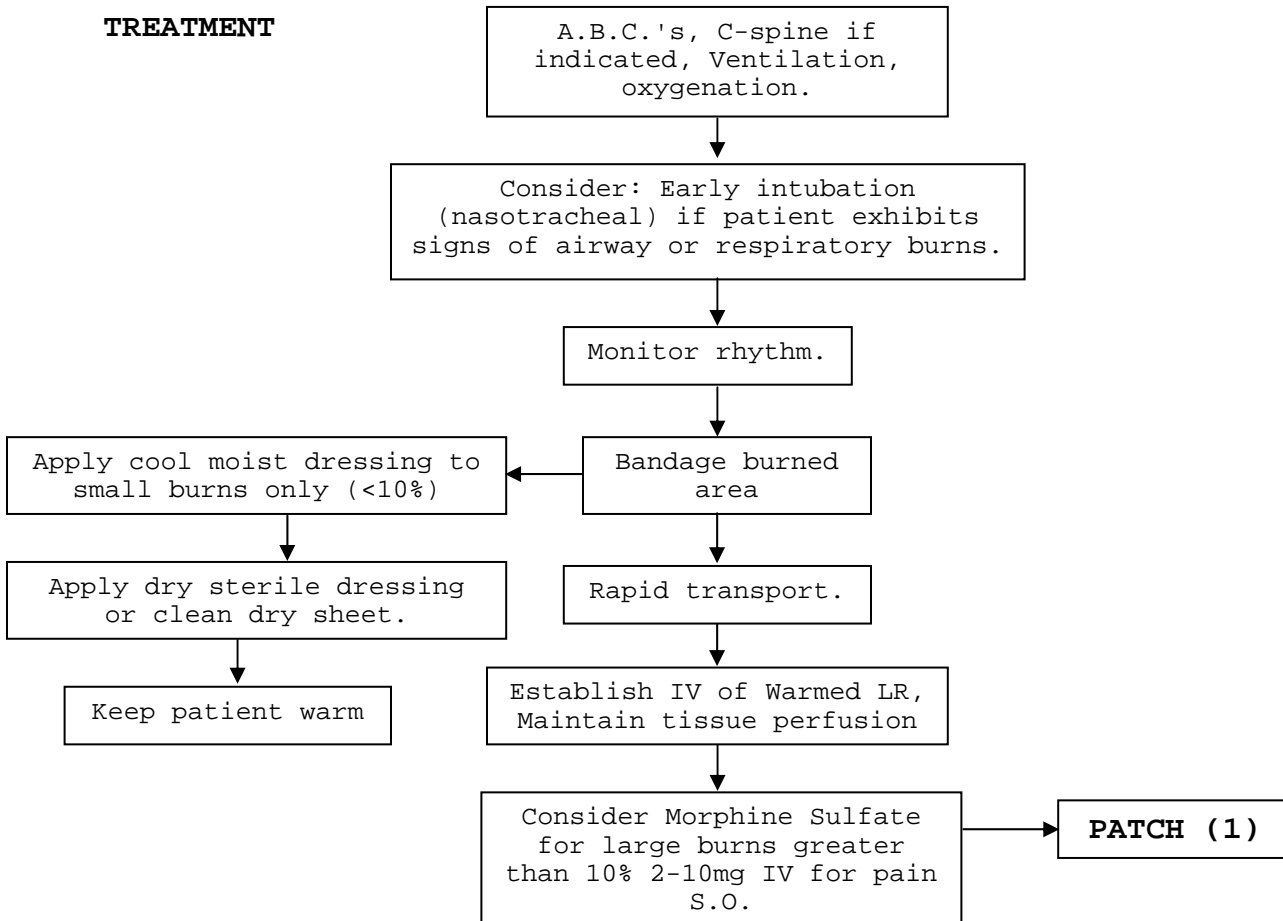 TREATMENT
A.B.C.'s, C-spine if
indicated, Ventilation,
oxygenation.
Consider: Early intubation
(nasotracheal) if patient exhibits
signs of airway or respiratory burns.
Monitor rhythm.
Bandage burned
area
Apply cool moist dressing to
small burns only (<10%)
Apply dry sterile dressing
or clean dry sheet.
Keep patient warm
Rapid transport.
Establish IV of Warmed LR,
Maintain tissue perfusion
Consider Morphine Sulfate
for large burns greater
than 10% 2-10mg IV for pain
S.O.
PATCH (1)